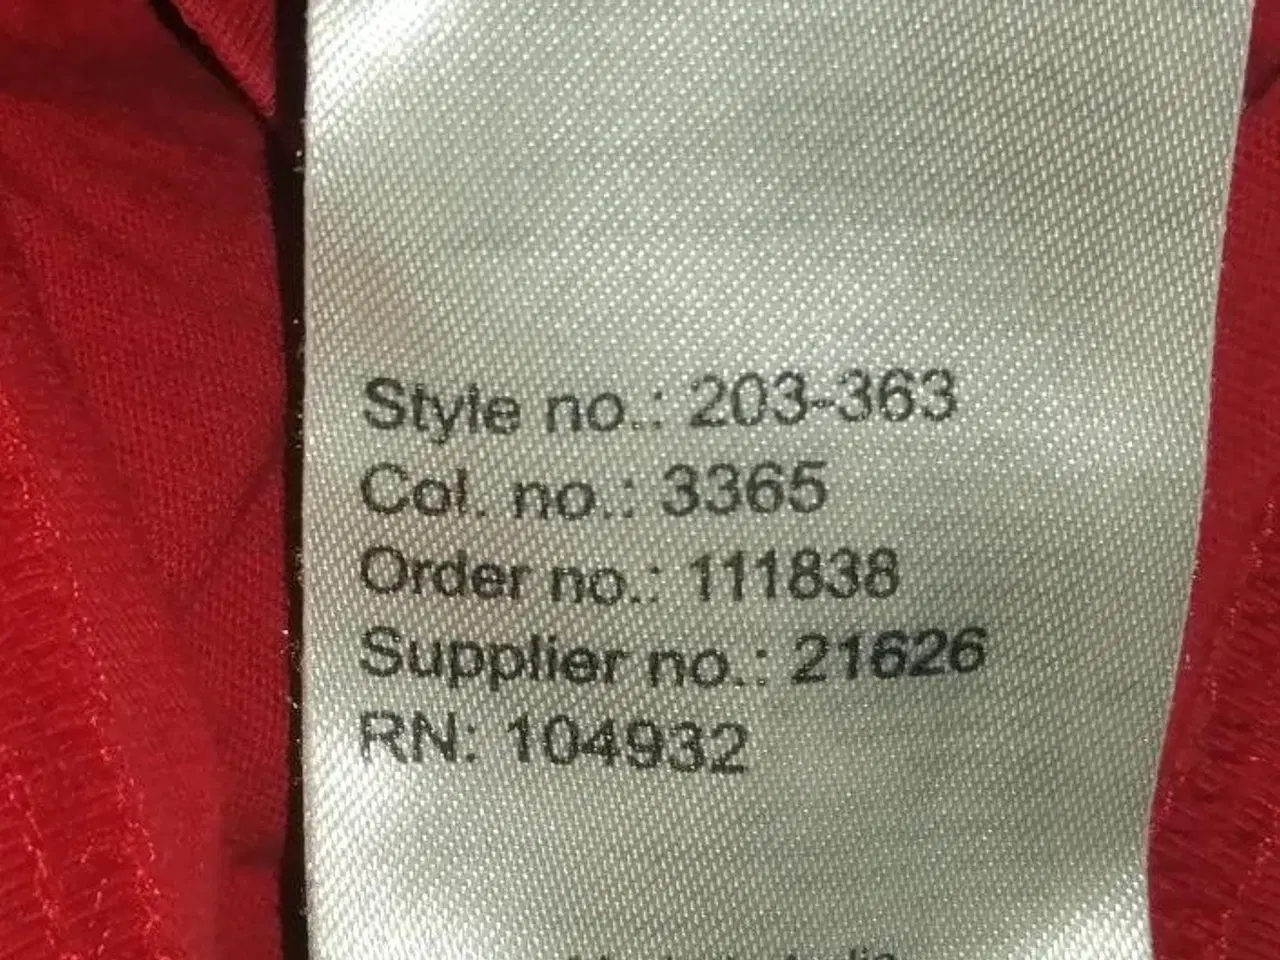 Style no.: 203-363
Col. no.: 3365
Order no.: 111838
Supplier no.: 21626
RN: 104932